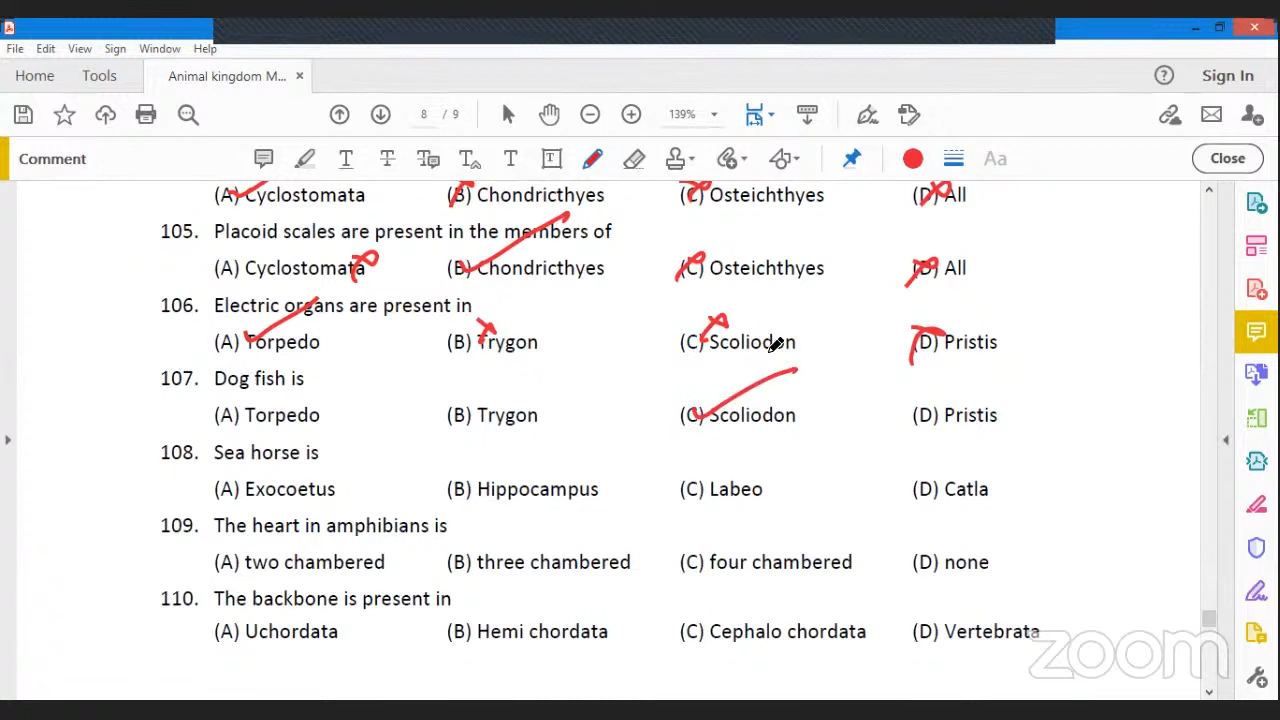 File Edit View Sign Window Help
Home Tools Animal kingdom M... × Sign In
8 / 9 139%
Comment Close
(A) Cyclostomata (B) Chondricthyes (C) Osteichthyes (D) All
105. Placoid scales are present in the members of
(A) Cyclostomata (B) Chondricthyes (C) Osteichthyes (D) All
106. Electric organs are present in
(A) Torpedo (B) Trygon (C) Scoliodon (D) Pristis
107. Dog fish is
(A) Torpedo (B) Trygon (C) Scoliodon (D) Pristis
108. Sea horse is
(A) Exocoetus (B) Hippocampus (C) Labeo (D) Catla
109. The heart in amphibians is
(A) two chambered (B) three chambered (C) four chambered (D) none
110. The backbone is present in
(A) Uchordata (B) Hemi chordata (C) Cephalo chordata (D) Vertebrata
zoom